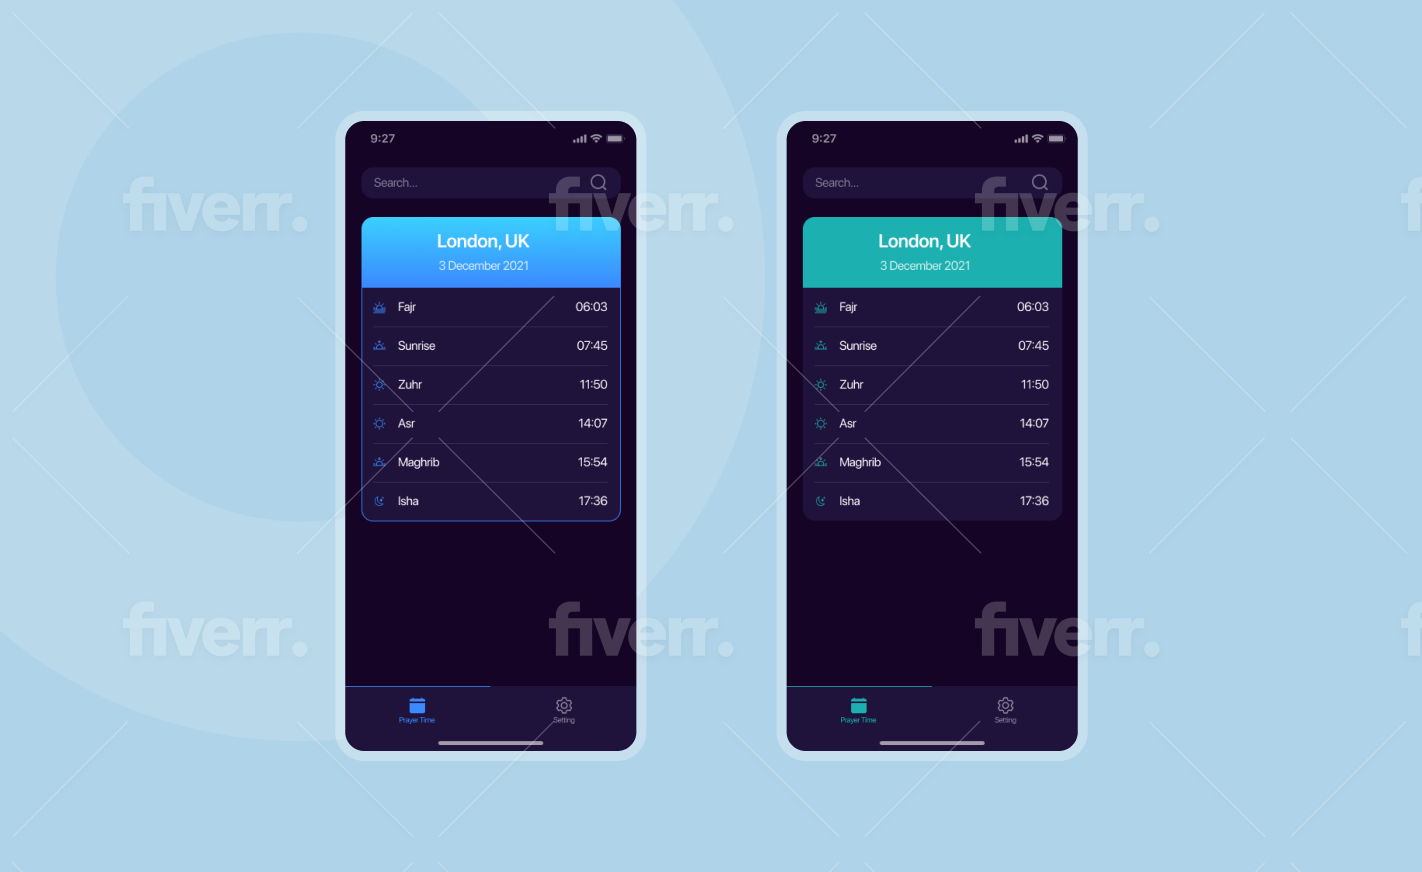 9:27
Search...
London, UK
3 December 2021
Fajr 06:03
Sunrise 07:45
Zuhr 11:50
Asr 14:07
Maghrib 15:54
Isha 17:36
Prayer Time Setting
9:27
Search...
London, UK
3 December 2021
Fajr 06:03
Sunrise 07:45
Zuhr 11:50
Asr 14:07
Maghrib 15:54
Isha 17:36
Prayer Time Setting
fiverr. fiverr. fiverr. f
fiverr. fiverr. fiverr. f